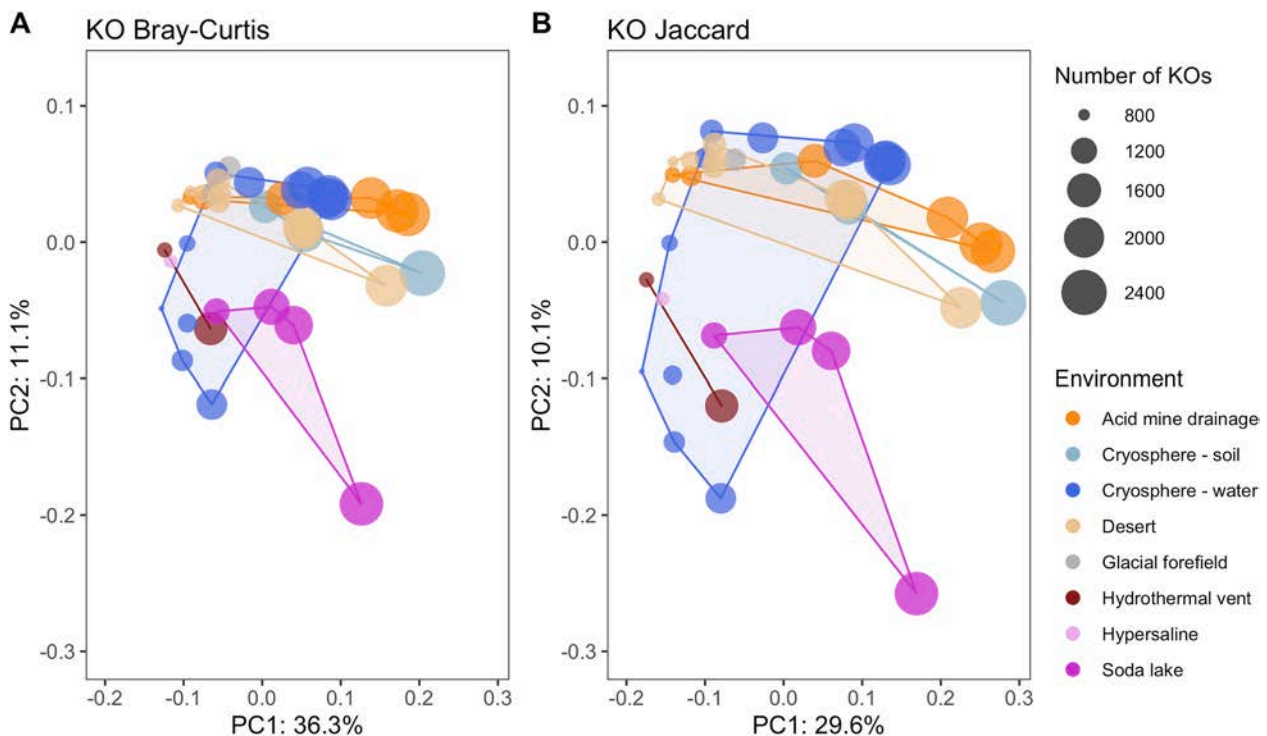 A
KO Bray-Curtis
0.1
0.0
-0.1
-0.2
-0.3
PC2: 11.1%
-0.2
-0.1
0.0
0.1
0.2
0.3
PC1: 36.3%
B
KO Jaccard
0.1
0.0
-0.1
-0.2
-0.3
PC2: 10.1%
-0.2
-0.1
0.0
0.1
0.2
0.3
PC1: 29.6%
Number of KOs
800
1200
1600
2000
2400
Environment
Acid mine drainage
Cryosphere - soil
Cryosphere - water
Desert
Glacial forefield
Hydrothermal vent
Hypersaline
Soda lake